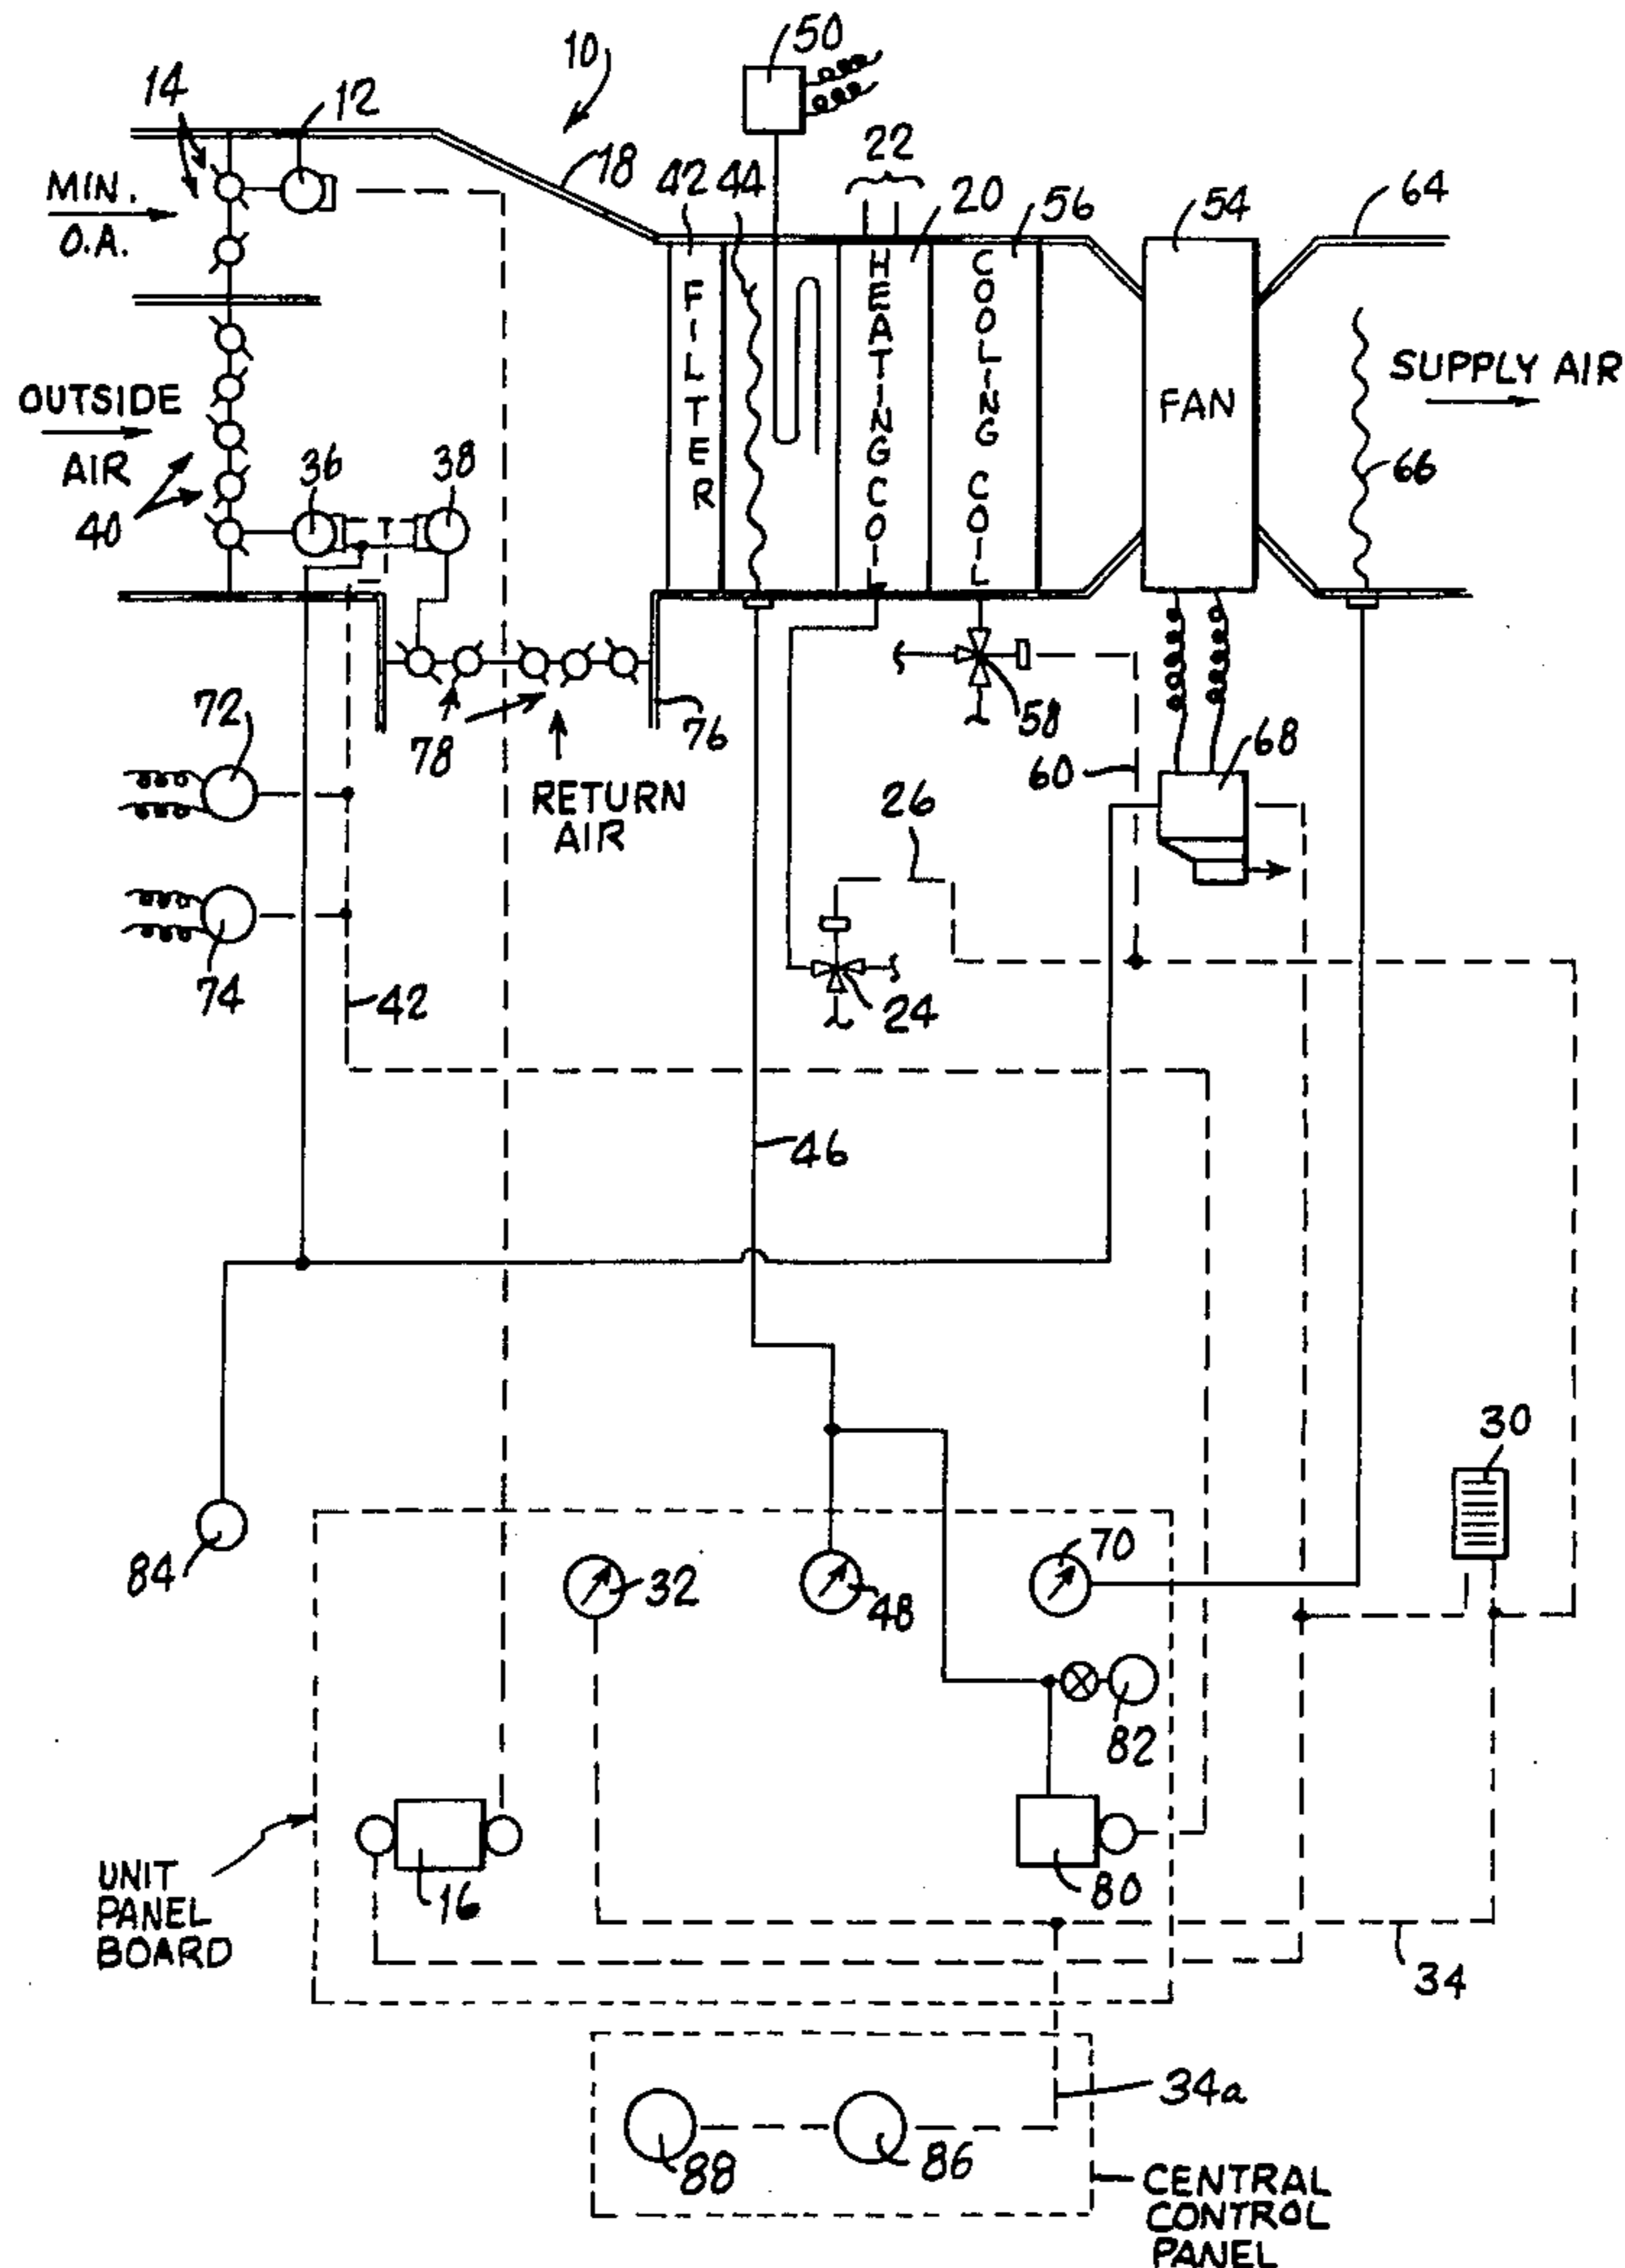 50
10
14
12
18
42
44
22
20
56
54
64
MIN.
O.A.
FILTER
HEATING COIL
COOLING COIL
FAN
SUPPLY AIR
OUTSIDE
AIR
40
36
38
66
72
78
76
58
68
RETURN
AIR
60
26
74
42
24
46
30
84
32
48
70
82
16
80
UNIT
PANEL
BOARD
34
34a
88
86
CENTRAL
CONTROL
PANEL